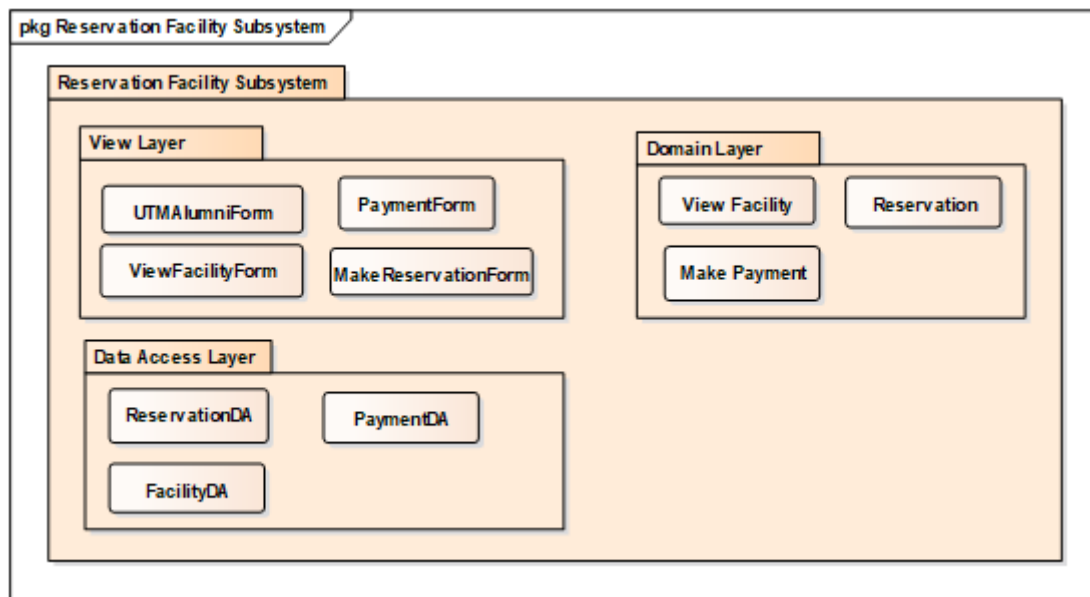 pkg Reservation Facility Subsystem
Reservation Facility Subsystem
View Layer
UTMAlumniForm
PaymentForm
ViewFacilityForm
MakeReservationForm
Domain Layer
View Facility
Reservation
Make Payment
Data Access Layer
ReservationDA
PaymentDA
FacilityDA